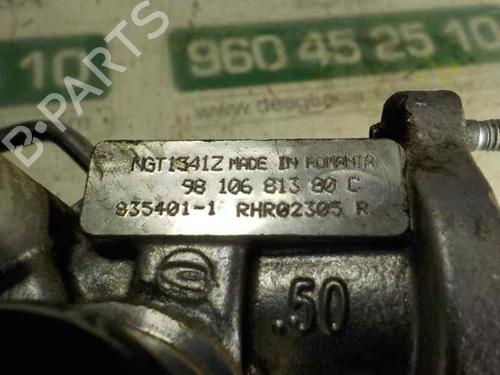 10
960 45 25 10
NGT1341Z MADE IN ROMANIA
98 106 813 80 C
835401-1 RHR02305 R
.50
B-PARTS